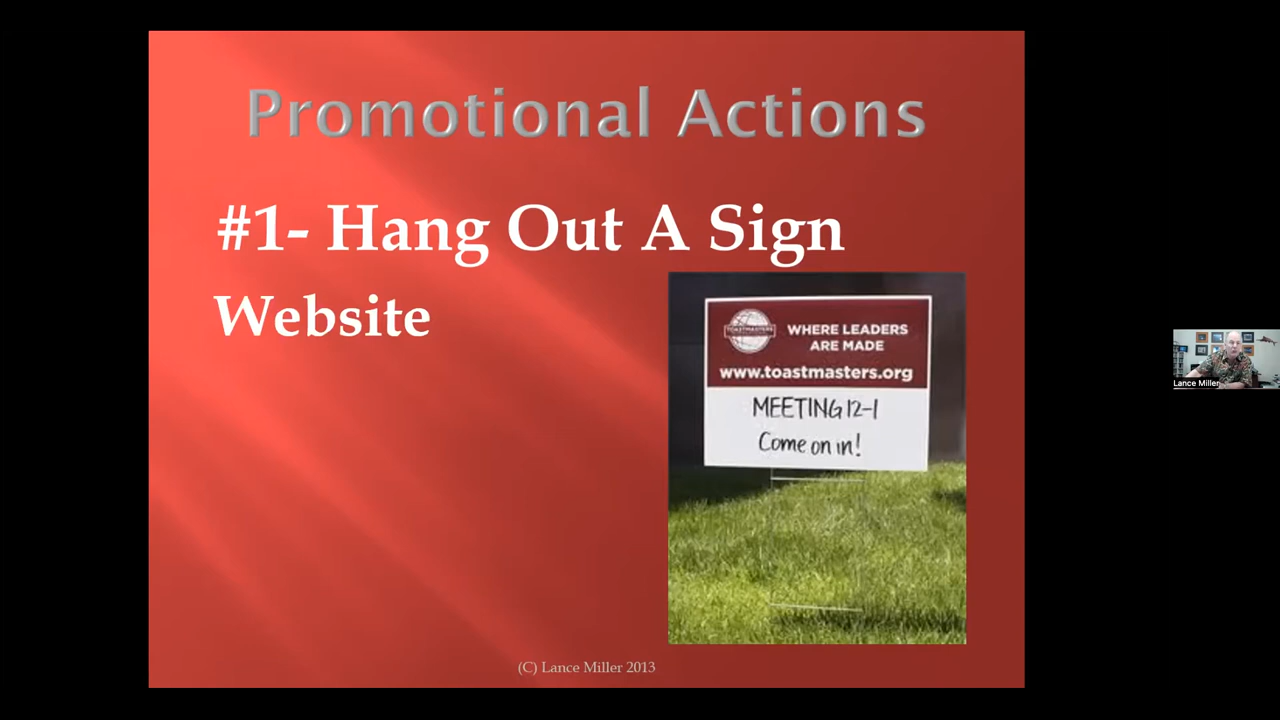 Promotional Actions
#1- Hang Out A Sign
Website
TOASTMASTERS
WHERE LEADERS
ARE MADE
www.toastmasters.org
MEETING 12-1
Come on in!
Lance Miller
(C) Lance Miller 2013